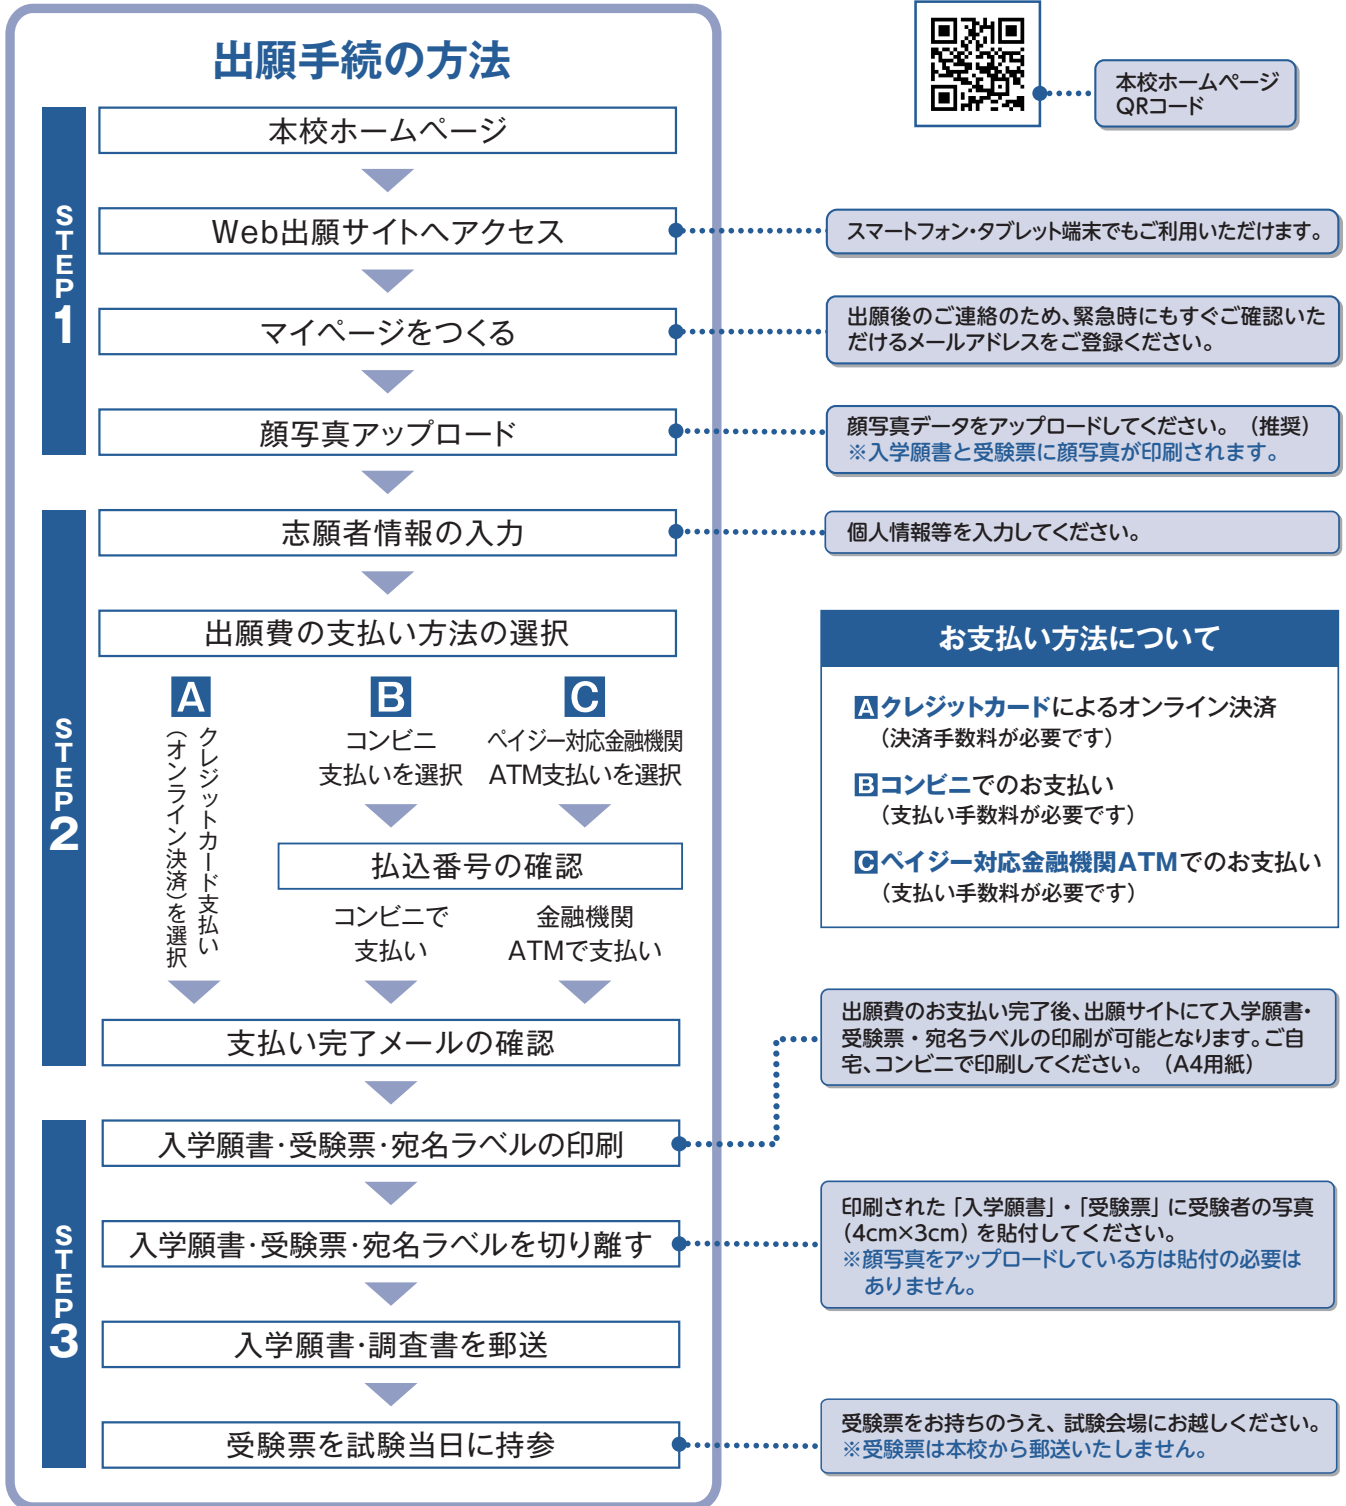 出願手続の方法
本校ホームページ
QRコード
STEP1
本校ホームページ
Web出願サイトへアクセス
スマートフォン・タブレット端末でもご利用いただけます。
マイページをつくる
出願後のご連絡のため、緊急時にもすぐご確認いた
だけるメールアドレスをご登録ください。
顔写真アップロード
顔写真データをアップロードしてください。（推奨）
※入学願書と受験票に顔写真が印刷されます。
STEP2
志願者情報の入力
個人情報等を入力してください。
出願費の支払い方法の選択
A
クレジットカード支払い
（オンライン決済）を選択
B
コンビニ
支払いを選択
C
ペイジー対応金融機関
ATM支払いを選択
払込番号の確認
コンビニで
支払い
金融機関
ATMで支払い
支払い完了メールの確認
お支払い方法について
Aクレジットカードによるオンライン決済
（決済手数料が必要です）
Bコンビニでのお支払い
（支払い手数料が必要です）
Cペイジー対応金融機関ATMでのお支払い
（支払い手数料が必要です）
STEP3
入学願書・受験票・宛名ラベルの印刷
出願費のお支払い完了後、出願サイトにて入学願書・
受験票・宛名ラベルの印刷が可能となります。ご自
宅、コンビニで印刷してください。（A4用紙）
入学願書・受験票・宛名ラベルを切り離す
印刷された「入学願書」・「受験票」に受験者の写真
（4cm×3cm）を貼付してください。
※顔写真をアップロードしている方は貼付の必要は
ありません。
入学願書・調査書を郵送
受験票を試験当日に持参
受験票をお持ちのうえ、試験会場にお越しください。
※受験票は本校から郵送いたしません。